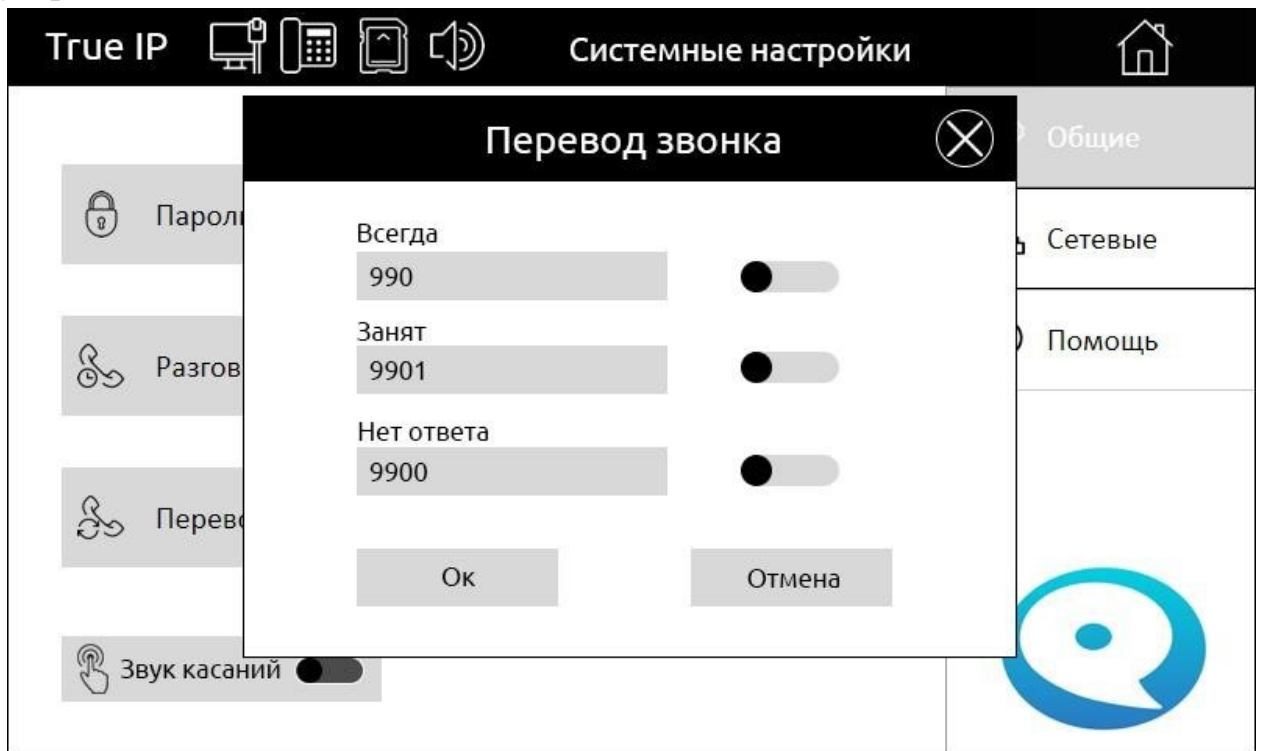 True IP
Системные настройки
Перевод звонка
Общие
Сетевые
Помощь
Всегда
990
Занят
9901
Нет ответа
9900
Ок
Отмена
Звук касаний